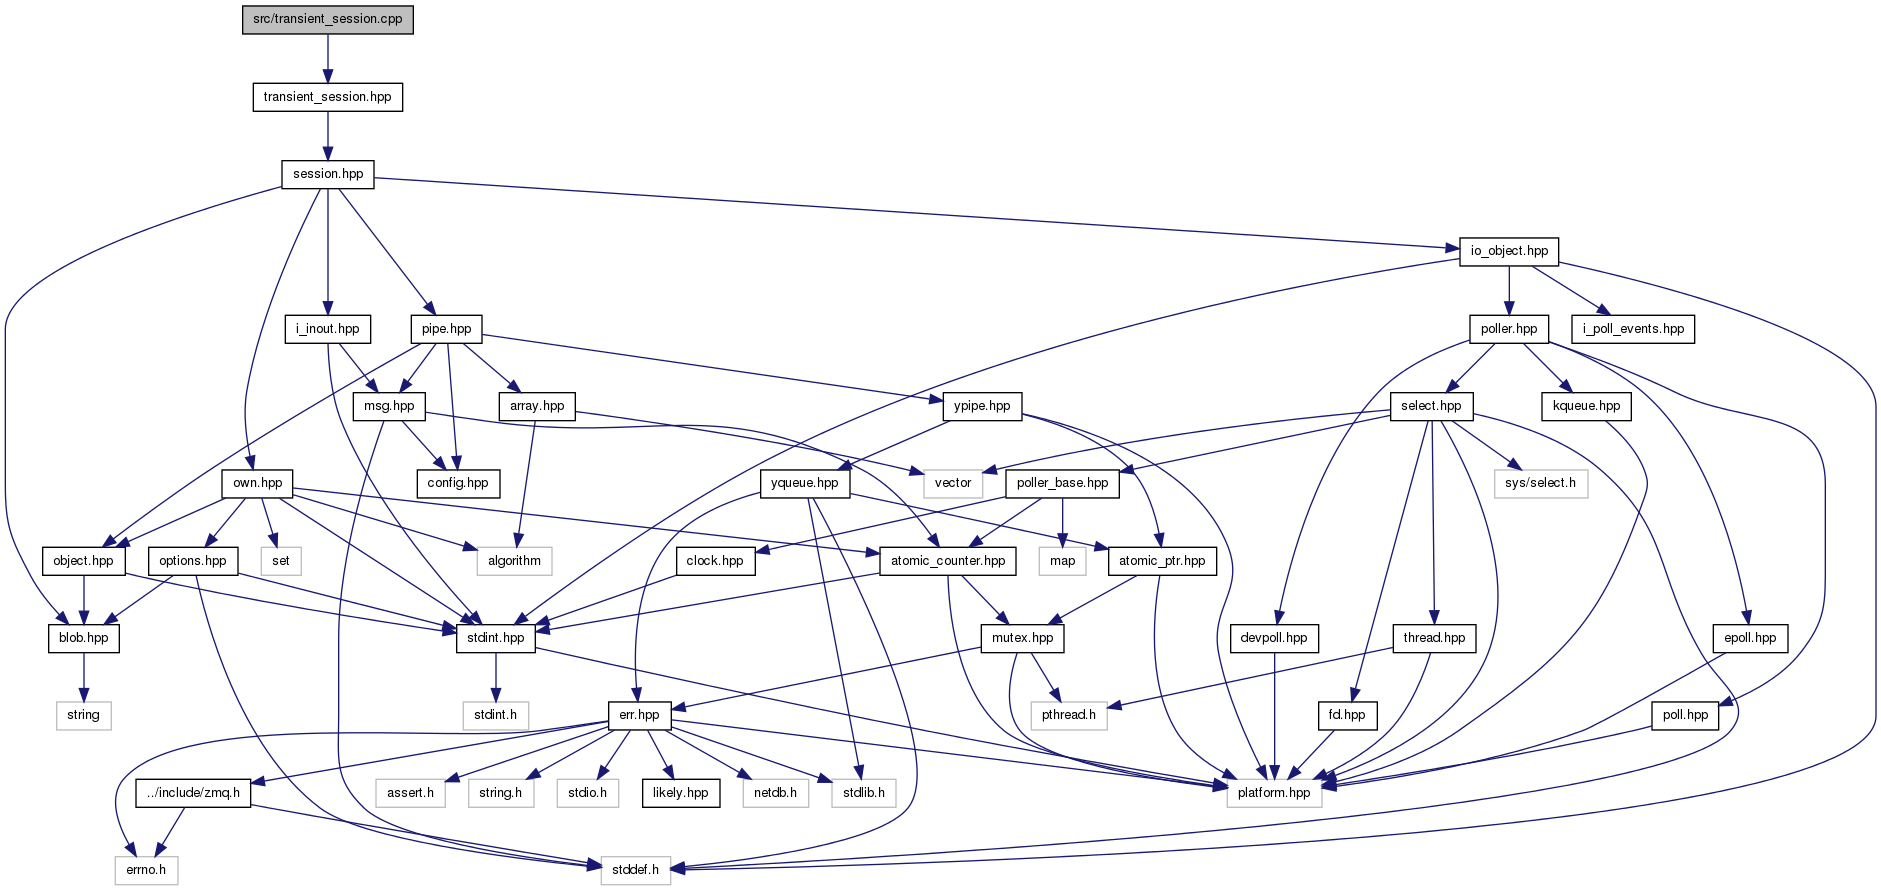 src/transient_session.cpp
transient_session.hpp
session.hpp
io_object.hpp
i_inout.hpp
pipe.hpp
poller.hpp
i_poll_events.hpp
msg.hpp
array.hpp
ypipe.hpp
select.hpp
kqueue.hpp
own.hpp
config.hpp
yqueue.hpp
vector
poller_base.hpp
sys/select.h
object.hpp
options.hpp
set
algorithm
clock.hpp
atomic_counter.hpp
map
atomic_ptr.hpp
blob.hpp
stdint.hpp
mutex.hpp
devpoll.hpp
thread.hpp
epoll.hpp
string
stdint.h
err.hpp
pthread.h
fd.hpp
poll.hpp
../include/zmq.h
assert.h
string.h
stdio.h
likely.hpp
netdb.h
stdlib.h
platform.hpp
errno.h
stddef.h